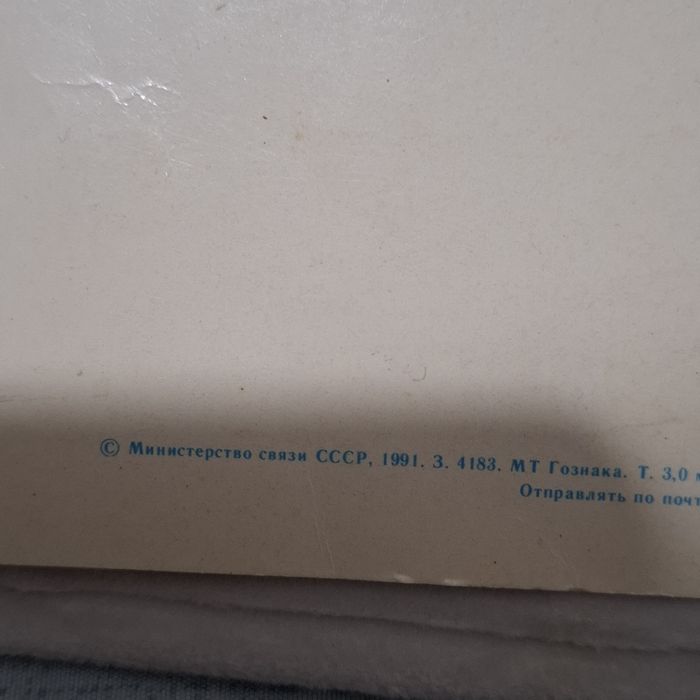 © Министерство связи СССР, 1991. З. 4183. МТ Гознака. Т. 3,0
Отправлять по